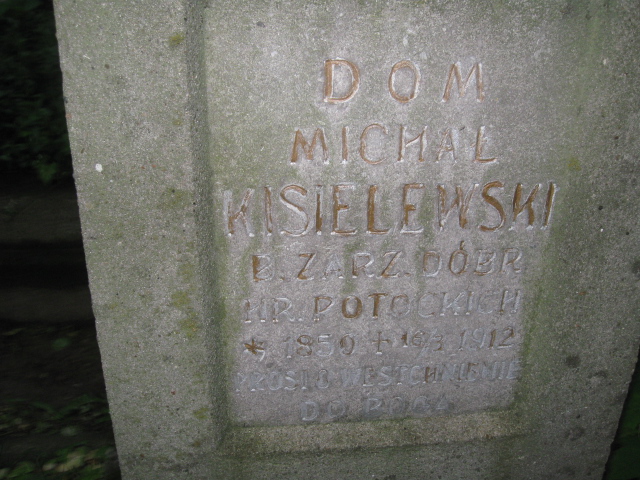 DOM
MICHAŁ
KISIELEWSKI
B. ZARZ. DÓBR
HR. POTOCKICH
* 1850 + 1912
WESTCHNIENIE
DO BOGA